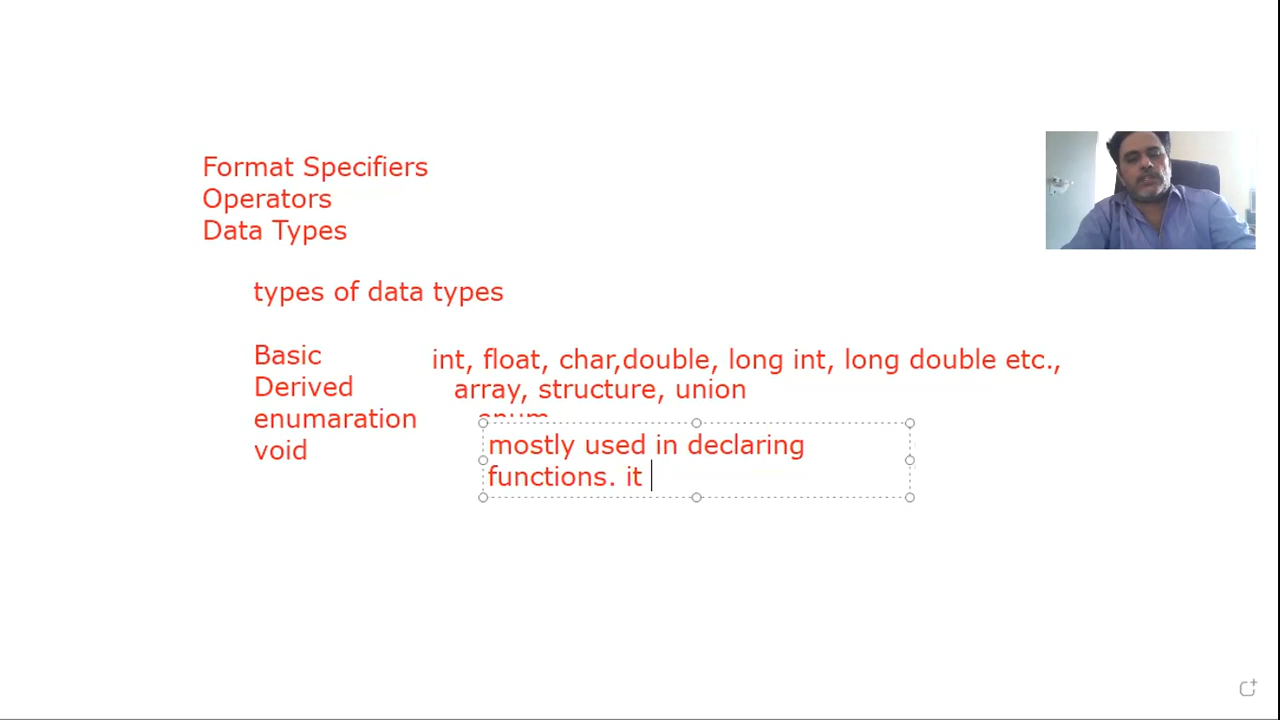 Format Specifiers
Operators
Data Types
types of data types
Basic int, float, char,double, long int, long double etc.,
Derived array, structure, union
enumaration enum
void mostly used in declaring
functions. it